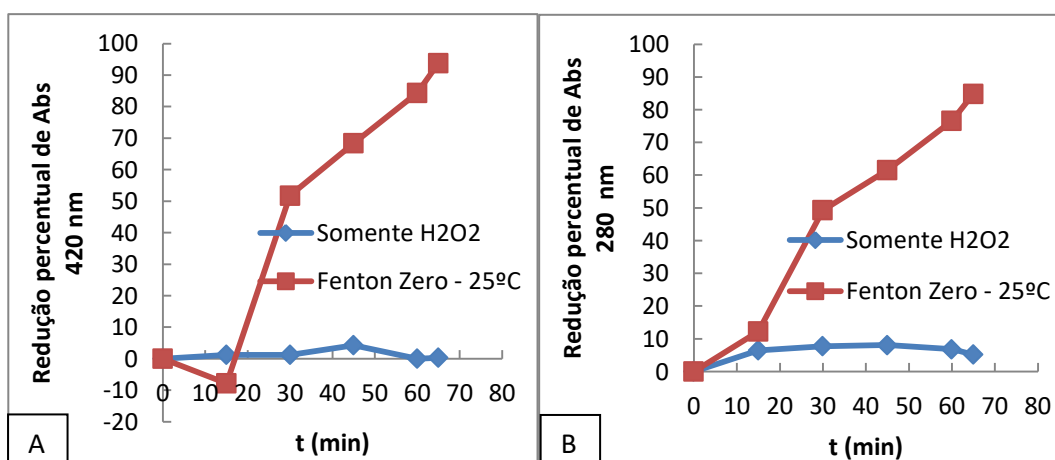 Redução percentual de Abs
420 nm
100
90
80
70
60
50
40
30
20
10
0
-10
-20
0 10 20 30 40 50 60 70 80
t (min)
Somente H2O2
Fenton Zero - 25ºC
A
Redução percentual de Abs
280 nm
100
90
80
70
60
50
40
30
20
10
0
0 10 20 30 40 50 60 70 80
t (min)
Somente H2O2
Fenton Zero - 25ºC
B